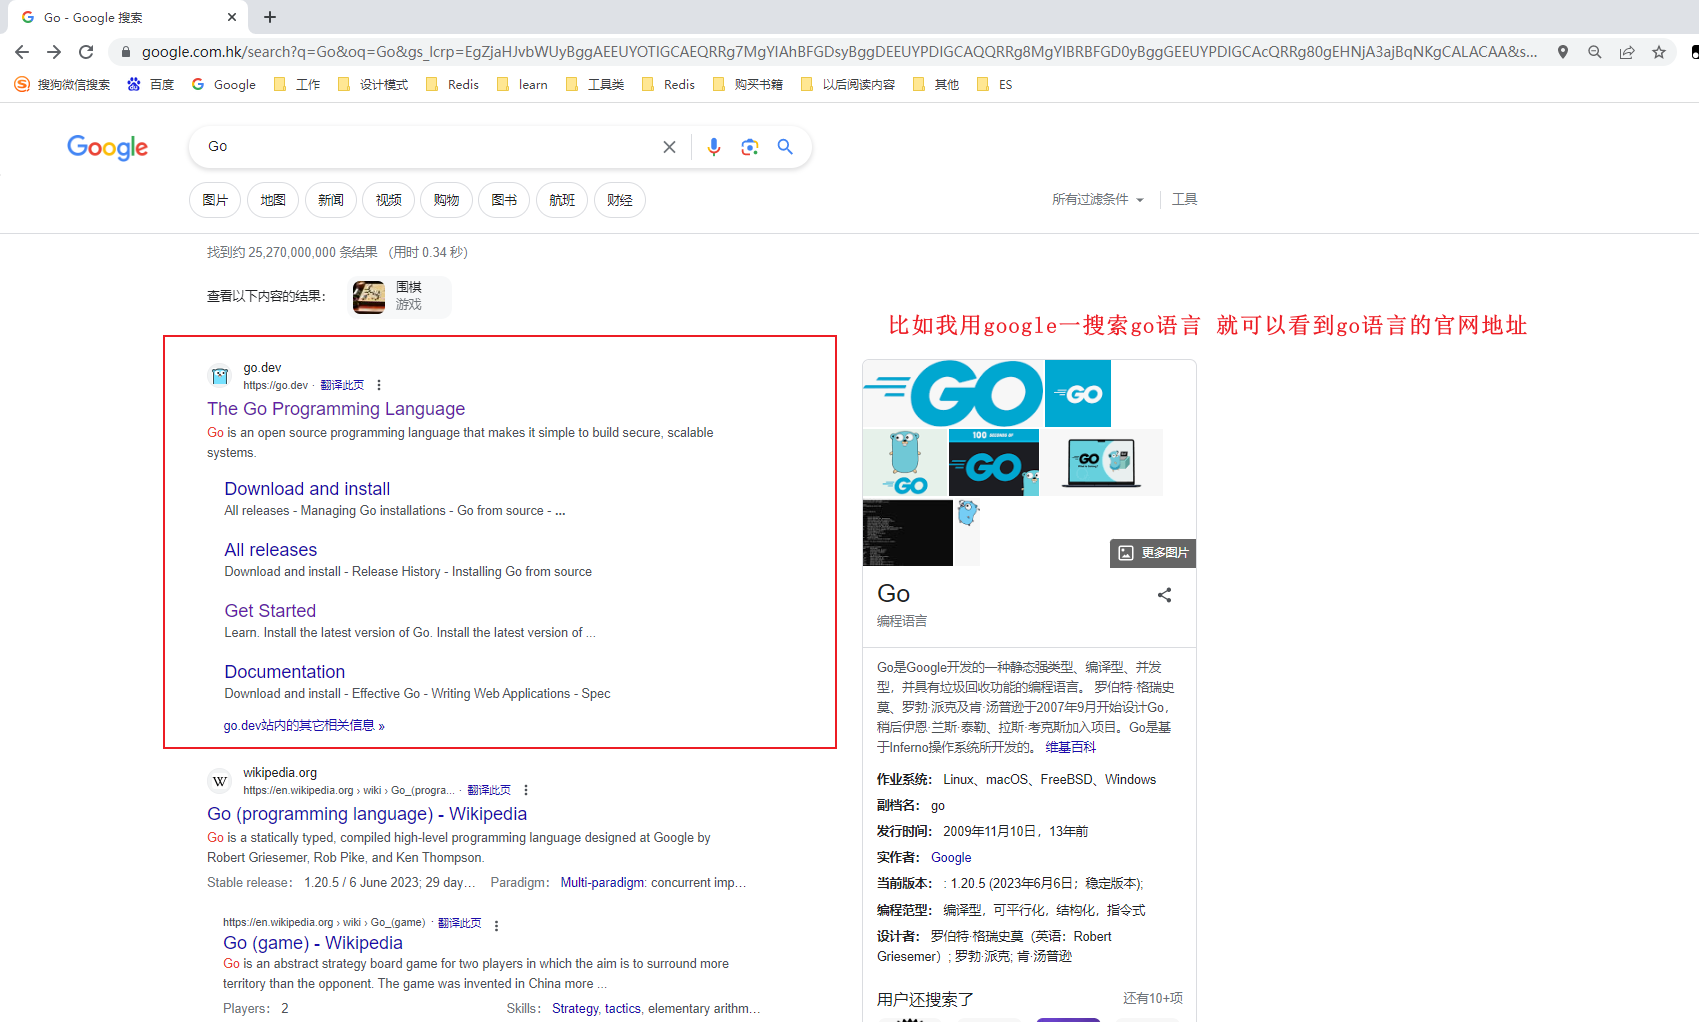 Go - Google 搜索
google.com.hk/search?q=Go&oq=Go&gs_lcrp=EgZjaHJvbWUyBggAEEUYOTIGCAEQRRg7MgYIAhBFGDsyBggDEEUYPDIGCAQQRRg8MgYIBRBFGD0yBggGEEUYPDIGCAcQRRg80gEHNjA3ajBqNKgCALACAA&s...
搜狗微信搜索 百度 Google 工作 设计模式 Redis learn 工具类 Redis 购买书籍 以后阅读内容 其他 ES
Google
Go
图片 地图 新闻 视频 购物 图书 航班 财经
所有过滤条件 工具
找到约 25,270,000,000 条结果 （用时 0.34 秒）
查看以下内容的结果：
围棋
游戏
比如我用google一搜索go语言 就可以看到go语言的官网地址
go.dev
https://go.dev · 翻译此页
The Go Programming Language
Go is an open source programming language that makes it simple to build secure, scalable
systems.
Download and install
All releases - Managing Go installations - Go from source - ...
All releases
Download and install - Release History - Installing Go from source
Get Started
Learn. Install the latest version of Go. Install the latest version of ...
Documentation
Download and install - Effective Go - Writing Web Applications - Spec
go.dev站内的其它相关信息 »
wikipedia.org
https://en.wikipedia.org › wiki › Go_(progra... · 翻译此页
Go (programming language) - Wikipedia
Go is a statically typed, compiled high-level programming language designed at Google by
Robert Griesemer, Rob Pike, and Ken Thompson.
Stable release： 1.20.5 / 6 June 2023; 29 day… Paradigm： Multi-paradigm: concurrent imp…
https://en.wikipedia.org › wiki › Go_(game) · 翻译此页
Go (game) - Wikipedia
Go is an abstract strategy board game for two players in which the aim is to surround more
territory than the opponent. The game was invented in China more ...
Players： 2 Skills： Strategy, tactics, elementary arithm…
GO
GO
GO
100 SECONDS OF
GO
GO
更多图片
Go
编程语言
Go是Google开发的一种静态强类型、编译型、并发
型，并具有垃圾回收功能的编程语言。 罗伯特·格瑞史
莫、罗勃·派克及肯·汤普逊于2007年9月开始设计Go，
稍后伊恩·兰斯·泰勒、拉斯·考克斯加入项目。Go是基
于Inferno操作系统所开发的。 维基百科
作业系统： Linux、macOS、FreeBSD、Windows
副档名： go
发行时间： 2009年11月10日，13年前
实作者： Google
当前版本： : 1.20.5 (2023年6月6日；稳定版本);
编程范型： 编译型，可平行化，结构化，指令式
设计者： 罗伯特·格瑞史莫（英语：Robert
Griesemer）; 罗勃·派克; 肯·汤普逊
用户还搜索了
还有10+项